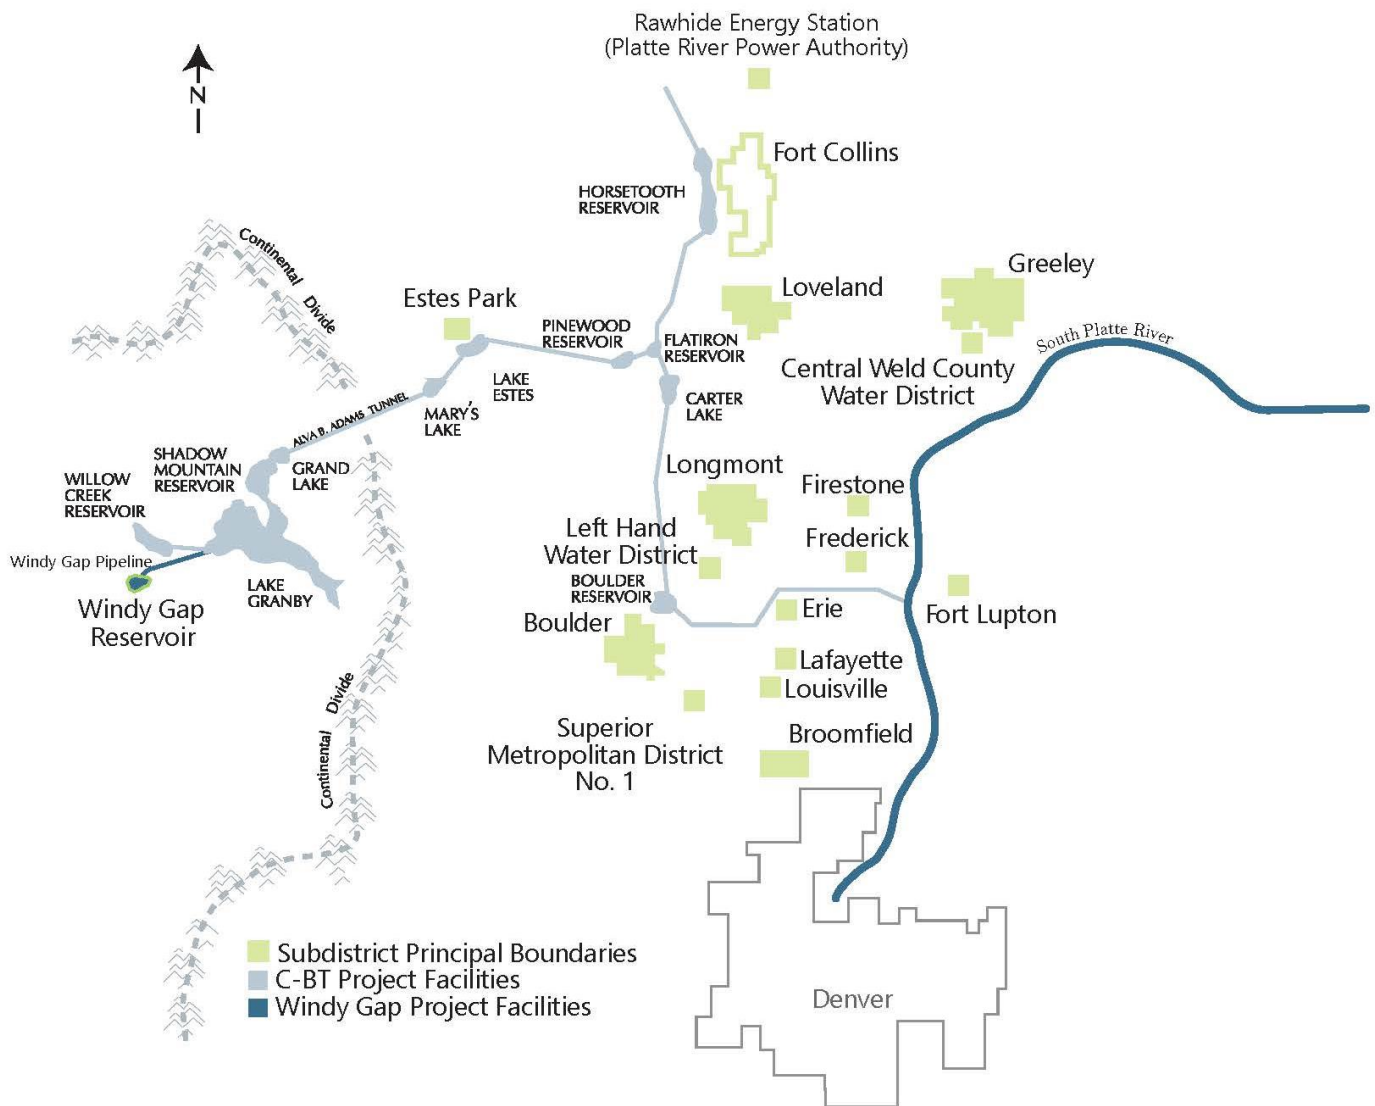 Rawhide Energy Station
(Platte River Power Authority)
N
Fort Collins
HORSETOOTH
RESERVOIR
Continental Divide
Greeley
Loveland
Estes Park
PINEWOOD
RESERVOIR
FLATIRON
RESERVOIR
South Platte River
Central Weld County
Water District
LAKE
ESTES
CARTER
LAKE
ALVA B. ADAMS TUNNEL
MARY'S
LAKE
SHADOW
MOUNTAIN
RESERVOIR
GRAND
LAKE
WILLOW
CREEK
RESERVOIR
Longmont
Firestone
Left Hand
Water District
Frederick
Windy Gap Pipeline
LAKE
GRANBY
BOULDER
RESERVOIR
Windy Gap
Reservoir
Boulder
Erie
Fort Lupton
Lafayette
Louisville
Continental Divide
Superior
Metropolitan District
No. 1
Broomfield
Subdistrict Principal Boundaries
C-BT Project Facilities
Windy Gap Project Facilities
Denver